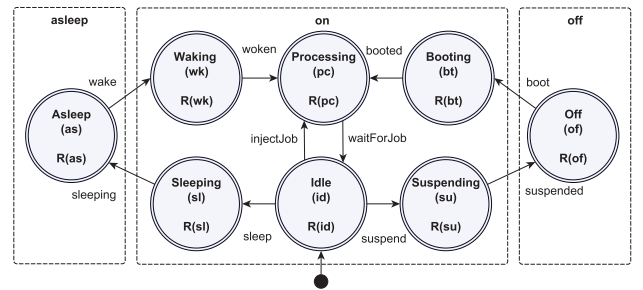 asleep
on
off
Waking
(wk)
R(wk)
woken
Processing
(pc)
R(pc)
booted
Booting
(bt)
R(bt)
wake
boot
Asleep
(as)
R(as)
Off
(of)
R(of)
injectJob
waitForJob
sleeping
Sleeping
(sl)
R(sl)
sleep
Idle
(id)
R(id)
suspend
Suspending
(su)
R(su)
suspended